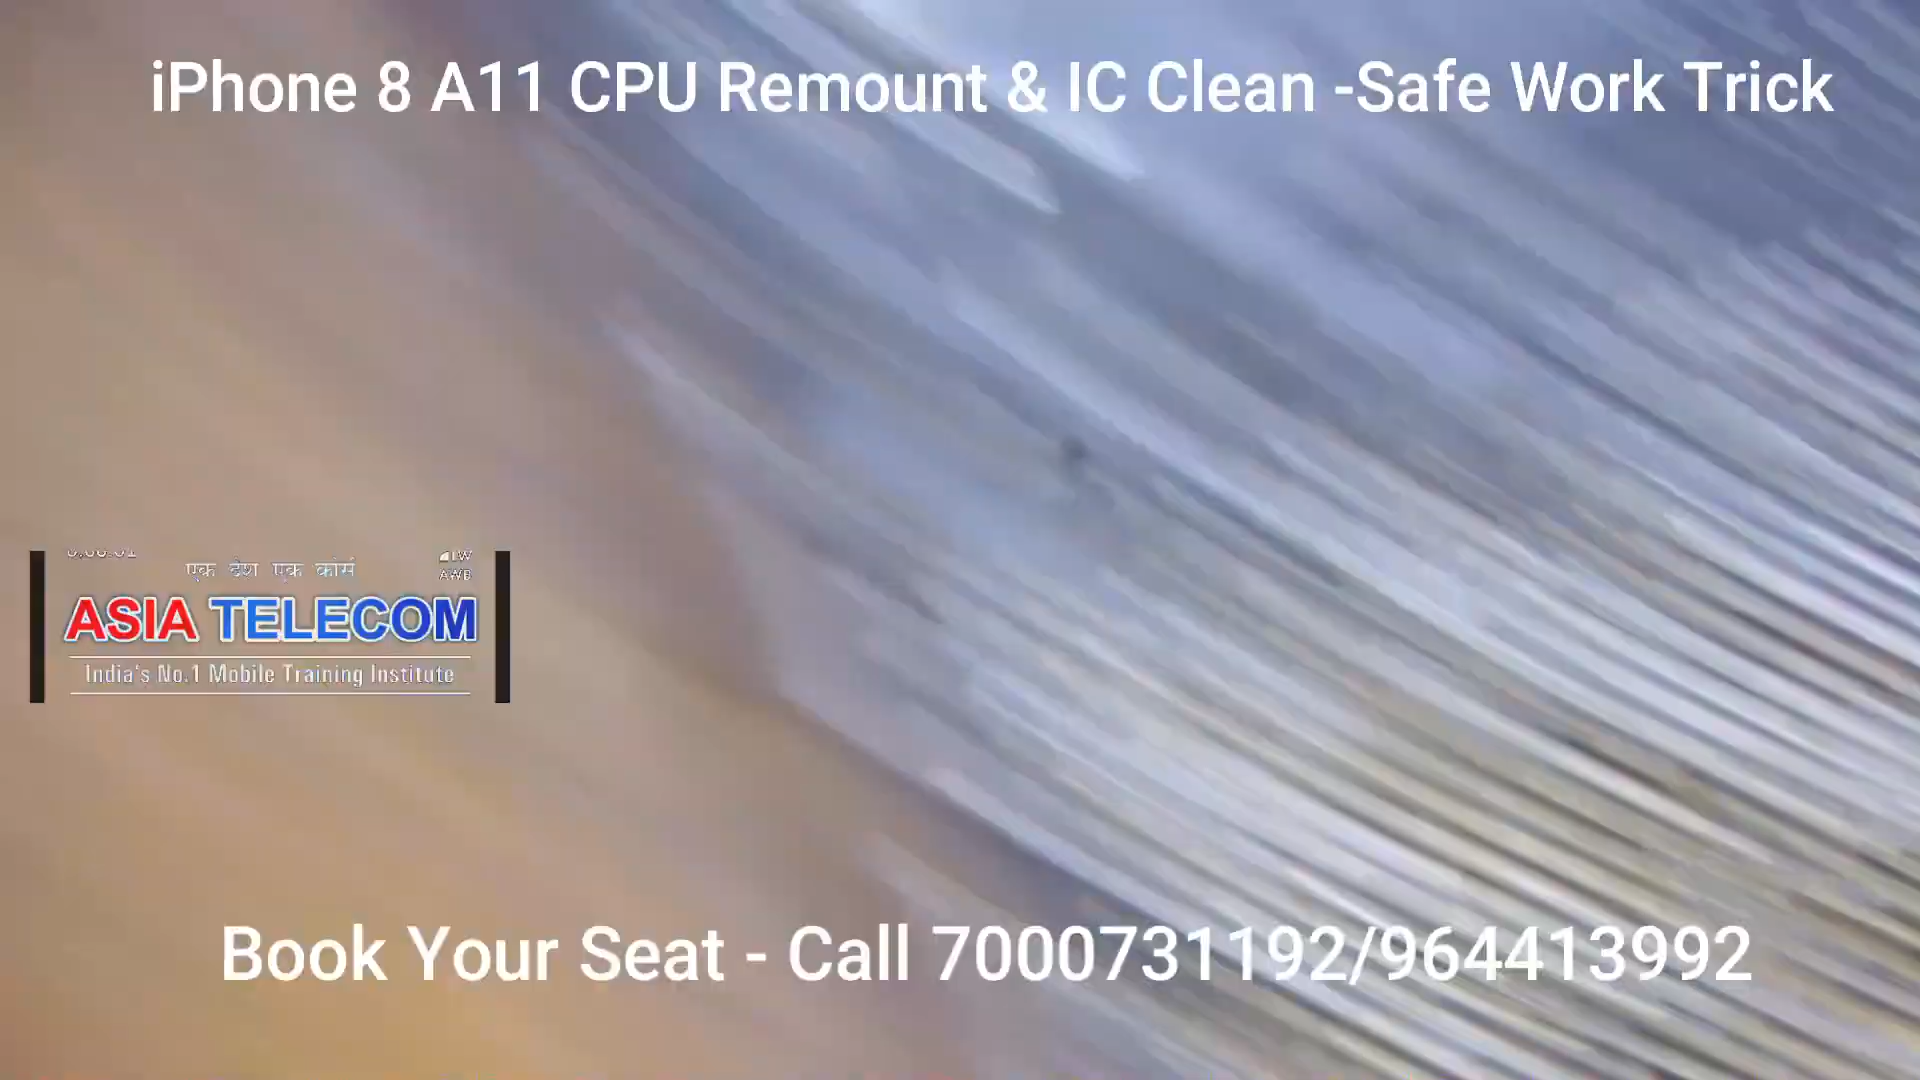 iPhone 8 A11 CPU Remount & IC Clean -Safe Work Trick
एक देश एक कोर्स
AWB
ASIA TELECOM
India's No.1 Mobile Training Institute
Book Your Seat - Call 7000731192/964413992